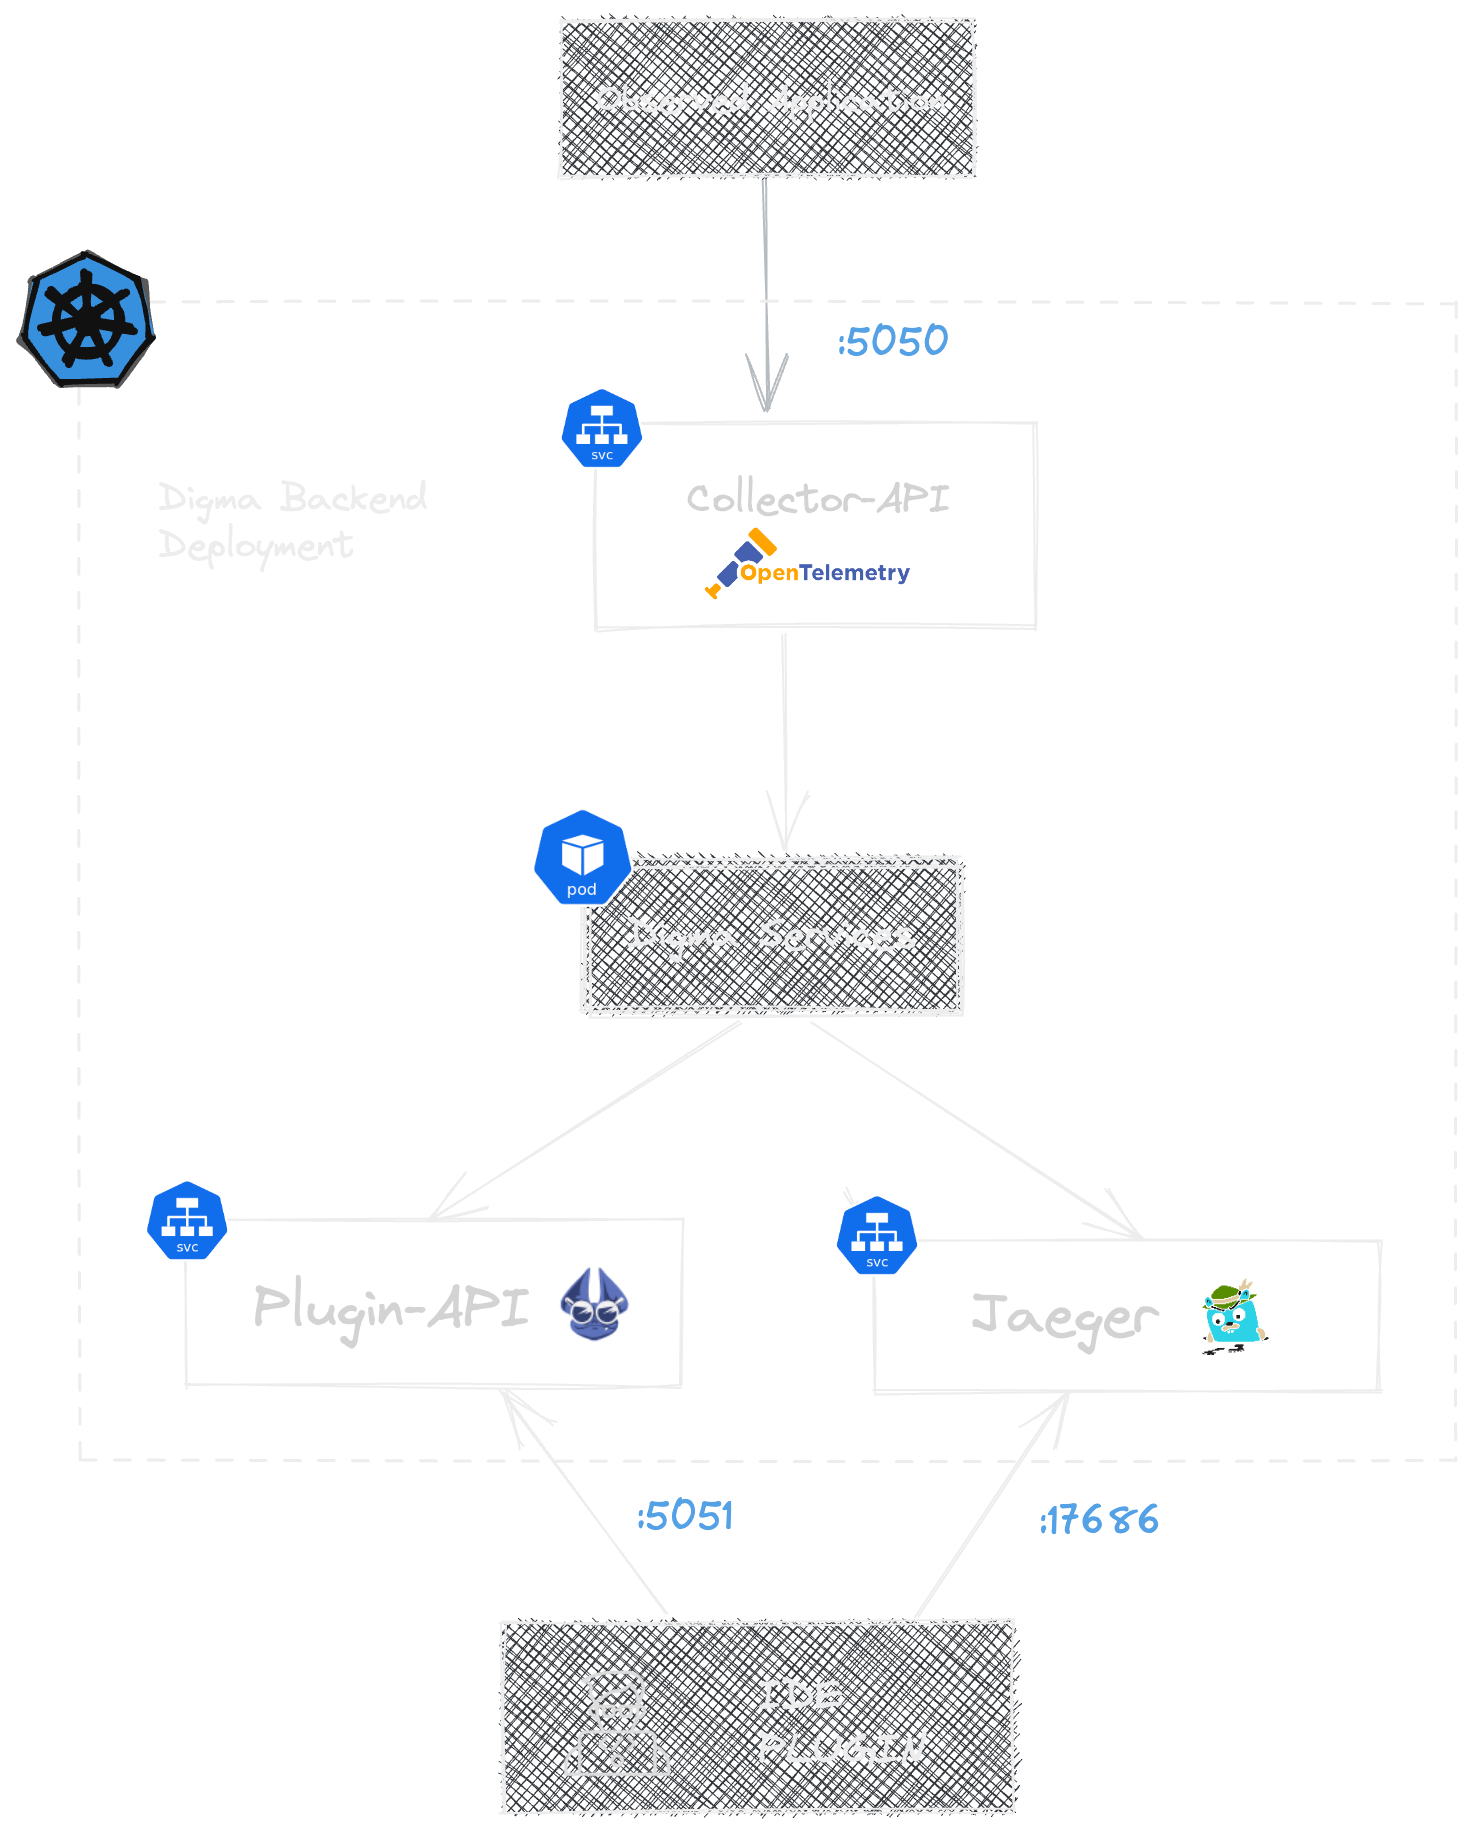 Observed Application
:5050
svc
Collector-API
OpenTelemetry
Digma Backend
Deployment
pod
Digma Services
svc
Plugin-API
svc
Jaeger
:5051
:17686
IDE
PLUGIN